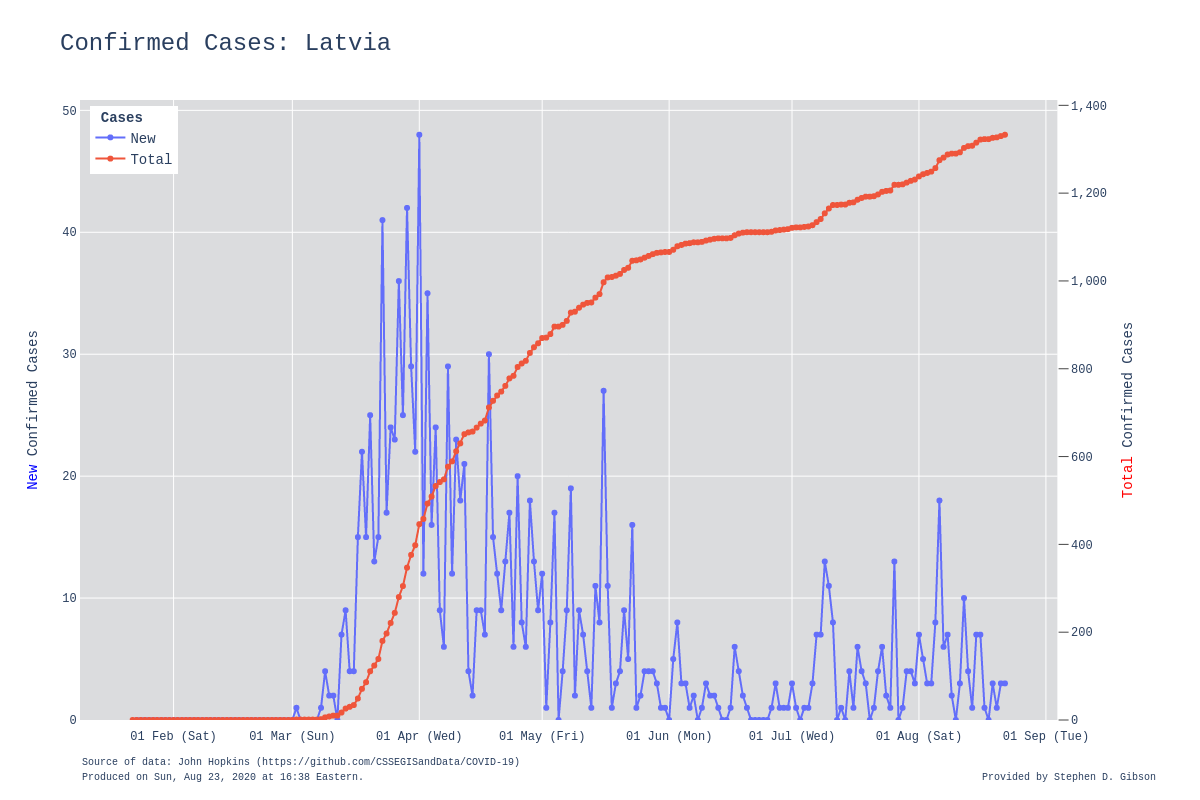 Confirmed Cases: Latvia
Cases
New
Total
50
40
30
20
10
0
1,400
1,200
1,000
800
600
400
200
0
New Confirmed Cases
Total Confirmed Cases
01 Feb (Sat) 01 Mar (Sun) 01 Apr (Wed) 01 May (Fri) 01 Jun (Mon) 01 Jul (Wed) 01 Aug (Sat) 01 Sep (Tue)
Source of data: John Hopkins (https://github.com/CSSEGISandData/COVID-19)
Produced on Sun, Aug 23, 2020 at 16:38 Eastern.
Provided by Stephen D. Gibson